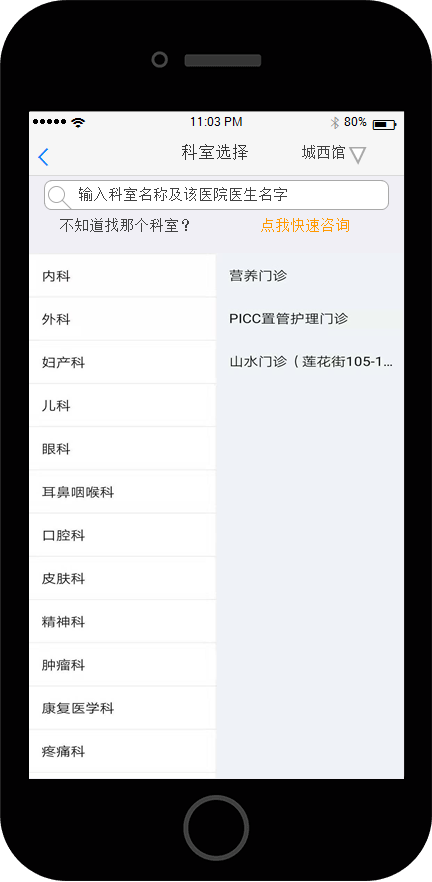 11:03 PM 80%
科室选择 城西馆
输入科室名称及该医院医生名字
不知道找那个科室？ 点我快速咨询
内科
外科
妇产科
儿科
眼科
耳鼻咽喉科
口腔科
皮肤科
精神科
肿瘤科
康复医学科
疼痛科
营养门诊
PICC置管护理门诊
山水门诊（莲花街105-1...